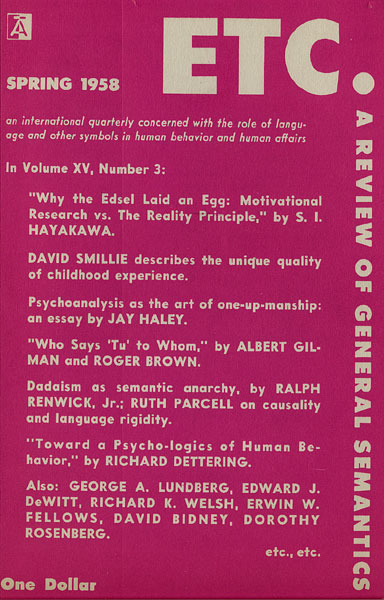 A
ETC.
SPRING 1958
an international quarterly concerned with the role of langu-
age and other symbols in human behavior and human affairs
In Volume XV, Number 3:
"Why the Edsel Laid an Egg: Motivational
Research vs. The Reality Principle," by S. I.
HAYAKAWA.
DAVID SMILLIE describes the unique quality
of childhood experience.
Psychoanalysis as the art of one-up-manship:
an essay by JAY HALEY.
"Who Says 'Tu' to Whom," by ALBERT GIL-
MAN and ROGER BROWN.
Dadaism as semantic anarchy, by RALPH
RENWICK, Jr.; RUTH PARCELL on causality
and language rigidity.
"Toward a Psycho-logics of Human Be-
havior," by RICHARD DETTERING.
Also: GEORGE A. LUNDBERG, EDWARD J.
DeWITT, RICHARD K. WELSH, ERWIN W.
FELLOWS, DAVID BIDNEY, DOROTHY
ROSENBERG.
etc., etc.
One Dollar
A REVIEW OF GENERAL SEMANTICS